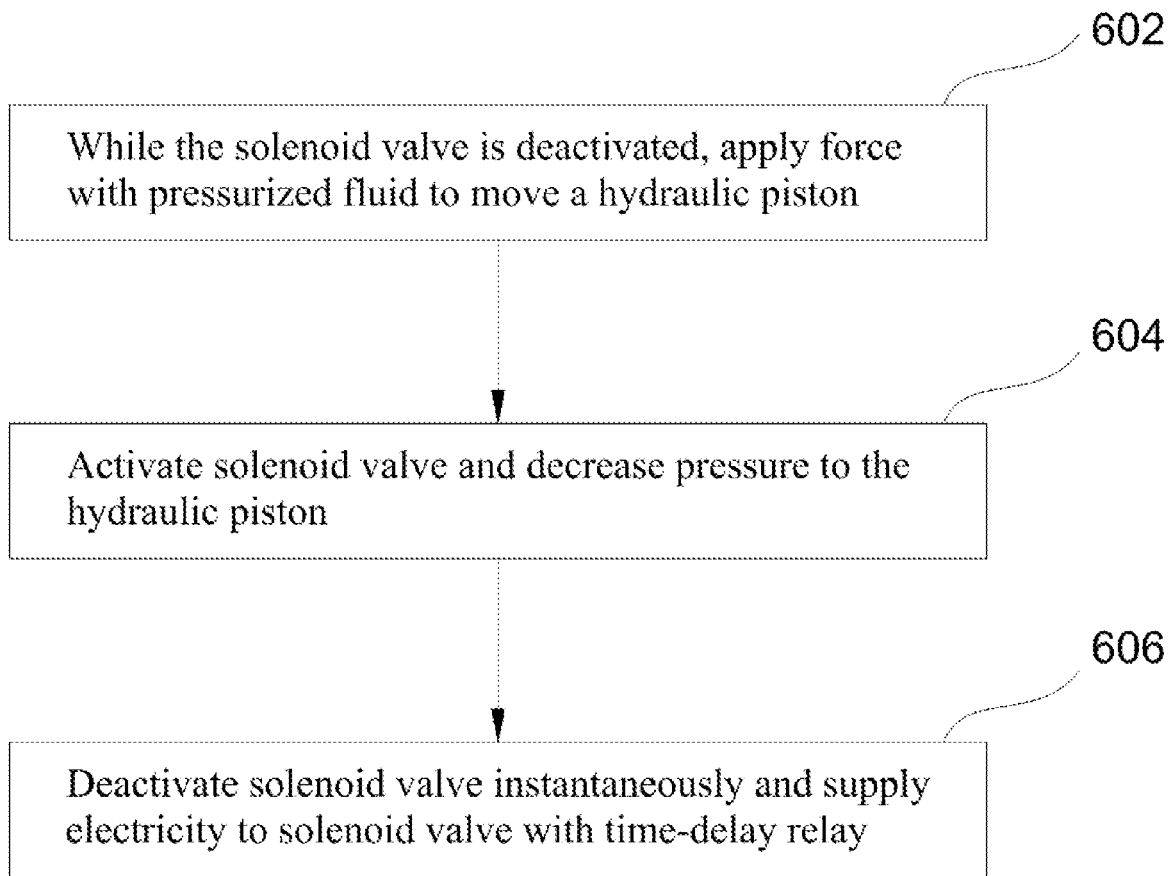 602
While the solenoid valve is deactivated, apply force
with pressurized fluid to move a hydraulic piston
604
Activate solenoid valve and decrease pressure to the
hydraulic piston
606
Deactivate solenoid valve instantaneously and supply
electricity to solenoid valve with time-delay relay